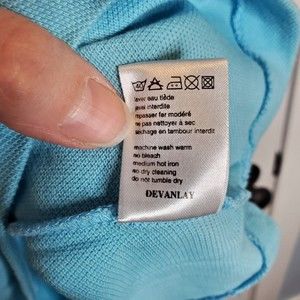 laver eau tiède
javel interdite
repasser fer modéré
ne pas nettoyer à sec
sechage en tambour interdit
machine wash warm
no bleach
medium hot iron
no dry cleaning
do not tumble dry
DEVANLAY